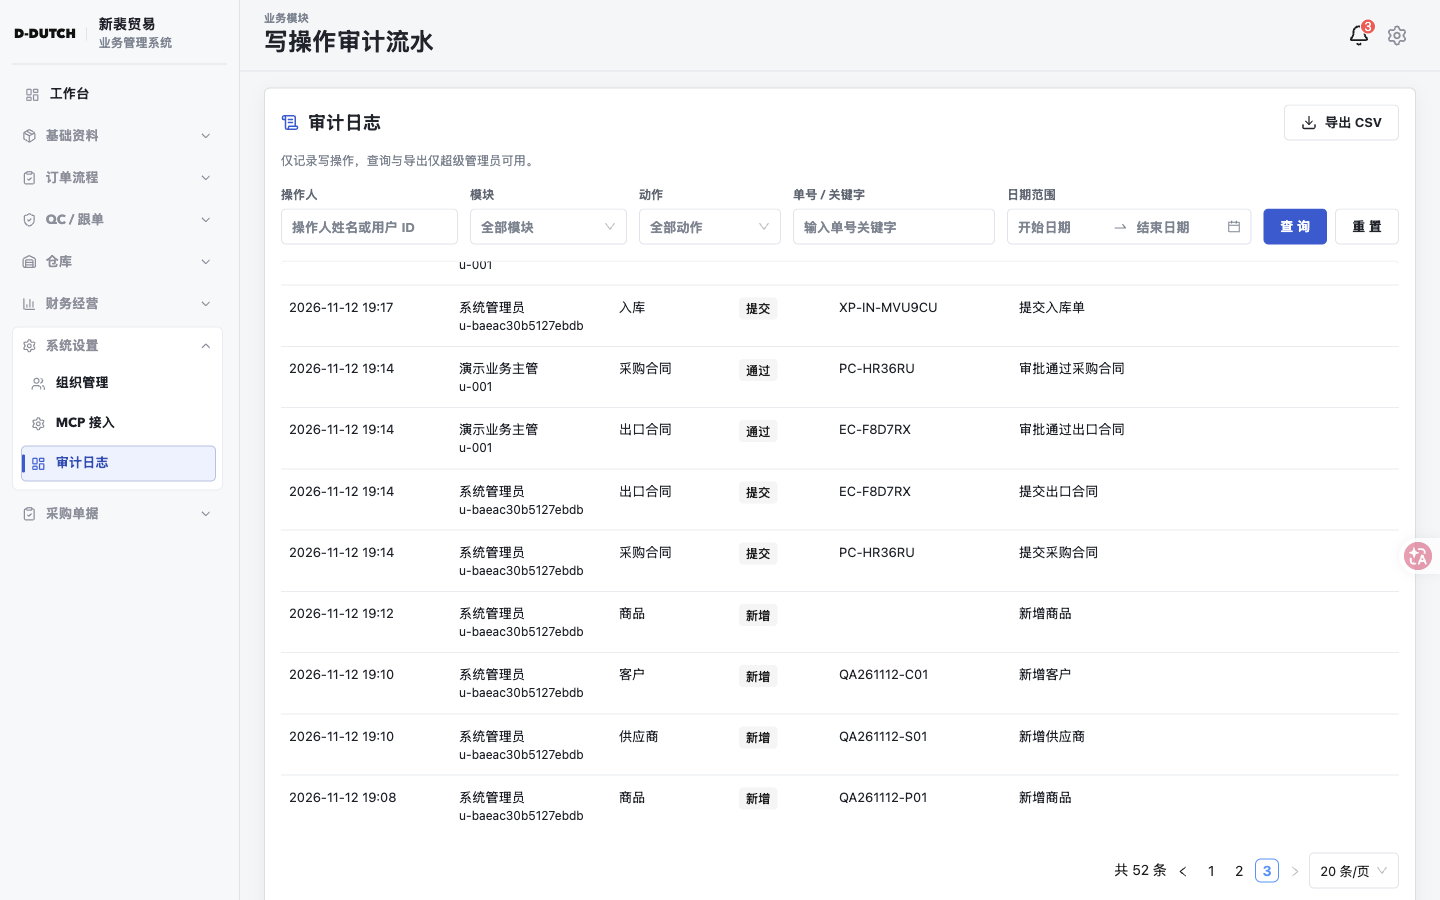 D-DUTCH
新裴贸易
业务管理系统
工作台
基础资料
订单流程
QC / 跟单
仓库
财务经营
系统设置
组织管理
MCP 接入
审计日志
采购单据
业务模块
写操作审计流水
3
审计日志
导出 CSV
仅记录写操作，查询与导出仅超级管理员可用。
操作人 模块 动作 单号 / 关键字 日期范围
操作人姓名或用户 ID 全部模块 全部动作 输入单号关键字 开始日期 结束日期 查 询 重 置
u-001
2026-11-12 19:17 系统管理员 入库 提交 XP-IN-MVU9CU 提交入库单
u-baeac30b5127ebdb
2026-11-12 19:14 演示业务主管 采购合同 通过 PC-HR36RU 审批通过采购合同
u-001
2026-11-12 19:14 演示业务主管 出口合同 通过 EC-F8D7RX 审批通过出口合同
u-001
2026-11-12 19:14 系统管理员 出口合同 提交 EC-F8D7RX 提交出口合同
u-baeac30b5127ebdb
2026-11-12 19:14 系统管理员 采购合同 提交 PC-HR36RU 提交采购合同
u-baeac30b5127ebdb
2026-11-12 19:12 系统管理员 商品 新增 新增商品
u-baeac30b5127ebdb
2026-11-12 19:10 系统管理员 客户 新增 QA261112-C01 新增客户
u-baeac30b5127ebdb
2026-11-12 19:10 系统管理员 供应商 新增 QA261112-S01 新增供应商
u-baeac30b5127ebdb
2026-11-12 19:08 系统管理员 商品 新增 QA261112-P01 新增商品
u-baeac30b5127ebdb
共 52 条 1 2 3 20 条/页